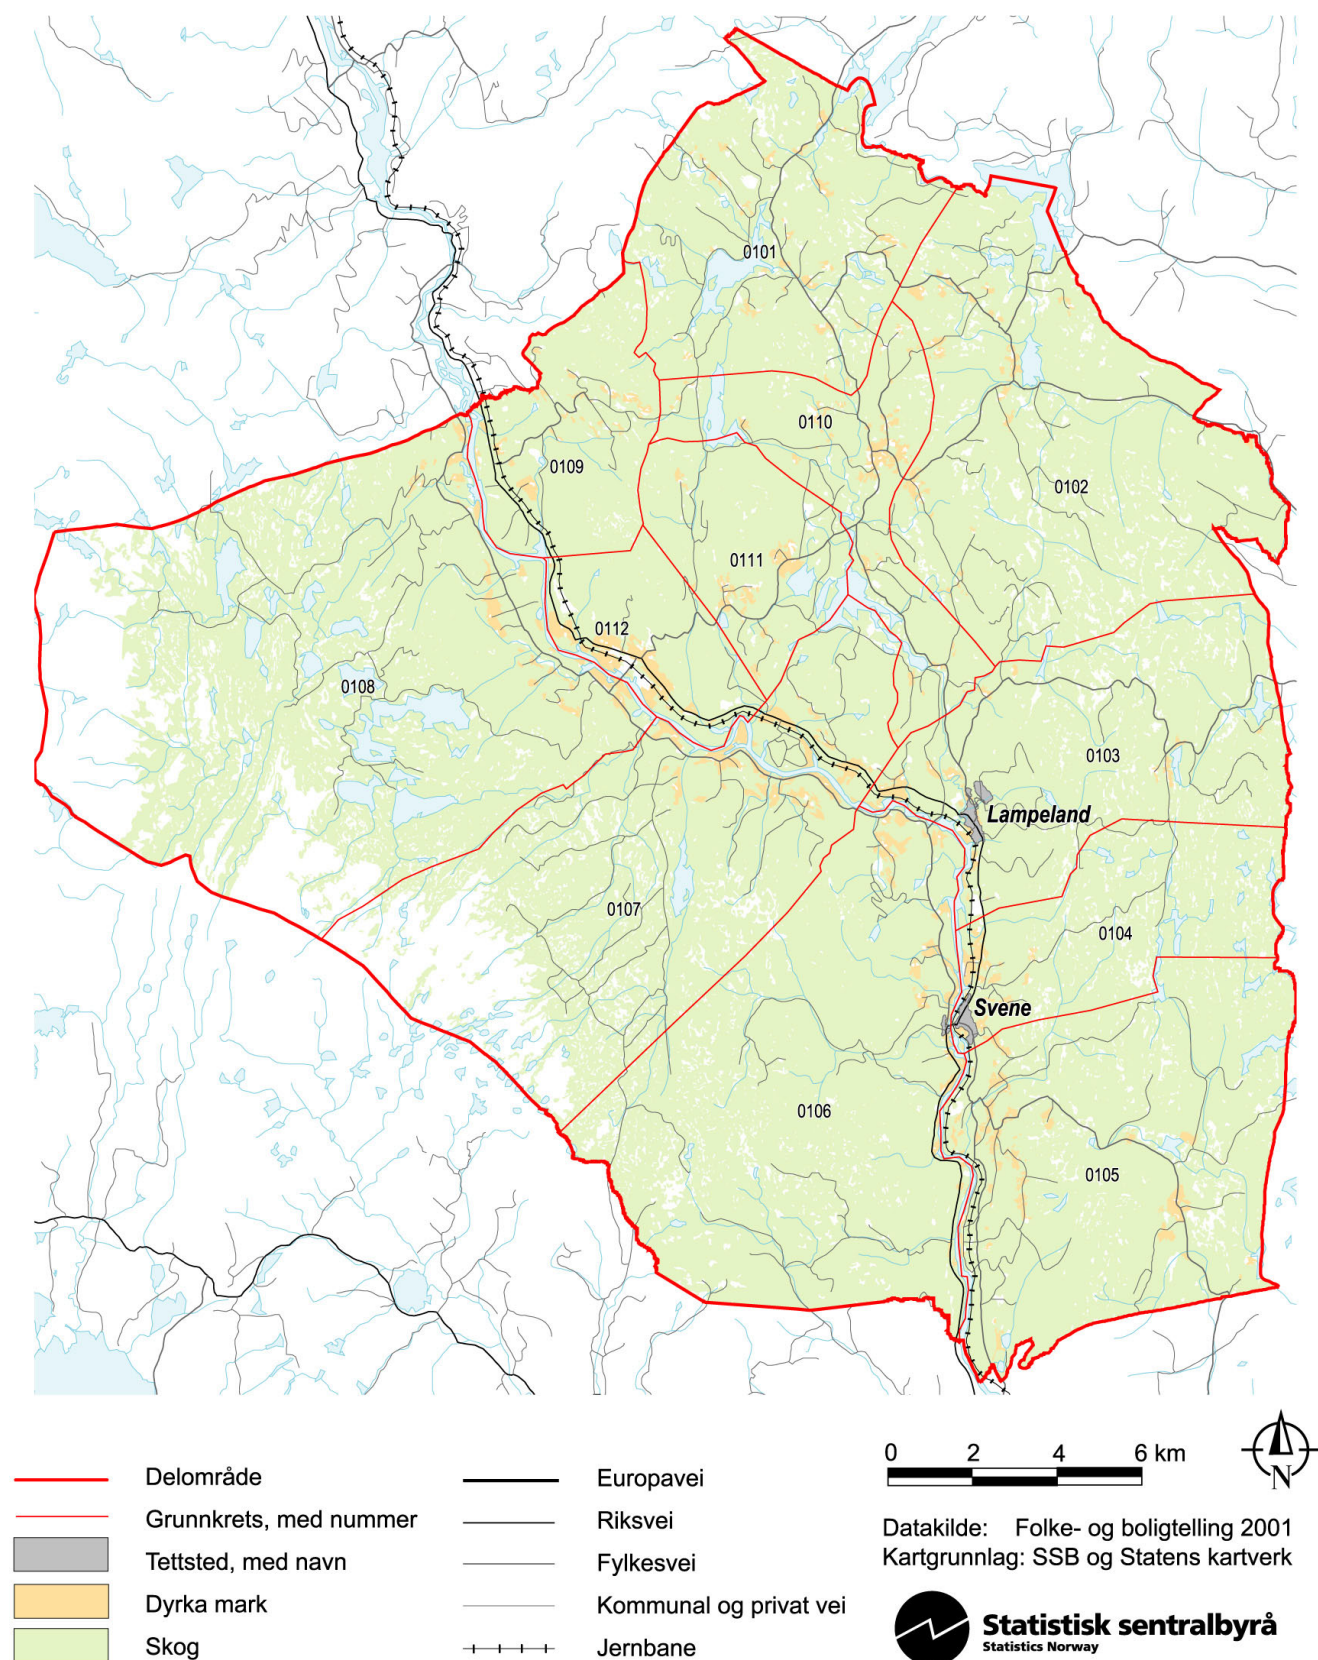 0101
0110
0109
0102
0111
0112
0108
0103
Lampeland
0107
0104
Svene
0106
0105
0 2 4 6 km
N
Delområde
Grunnkrets, med nummer
Tettsted, med navn
Dyrka mark
Skog
Europavei
Riksvei
Fylkesvei
Kommunal og privat vei
Jernbane
Datakilde: Folke- og boligtelling 2001
Kartgrunnlag: SSB og Statens kartverk
Statistisk sentralbyrå
Statistics Norway